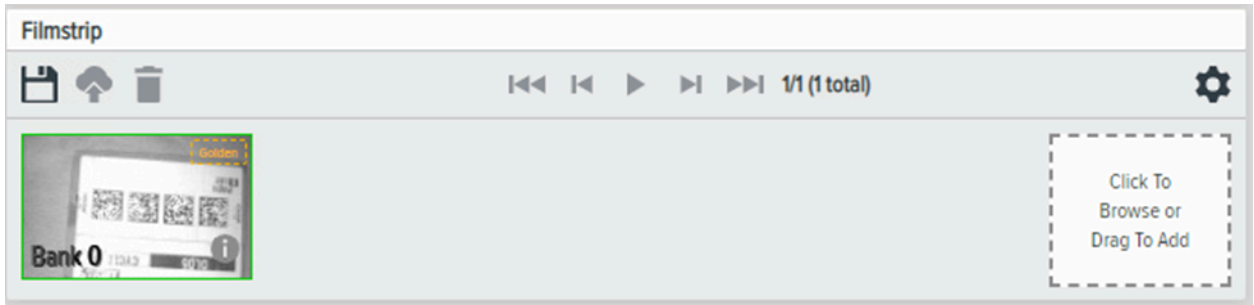 Filmstrip
1/1 (1 total)
Golden
Bank 0
i
Click To
Browse or
Drag To Add